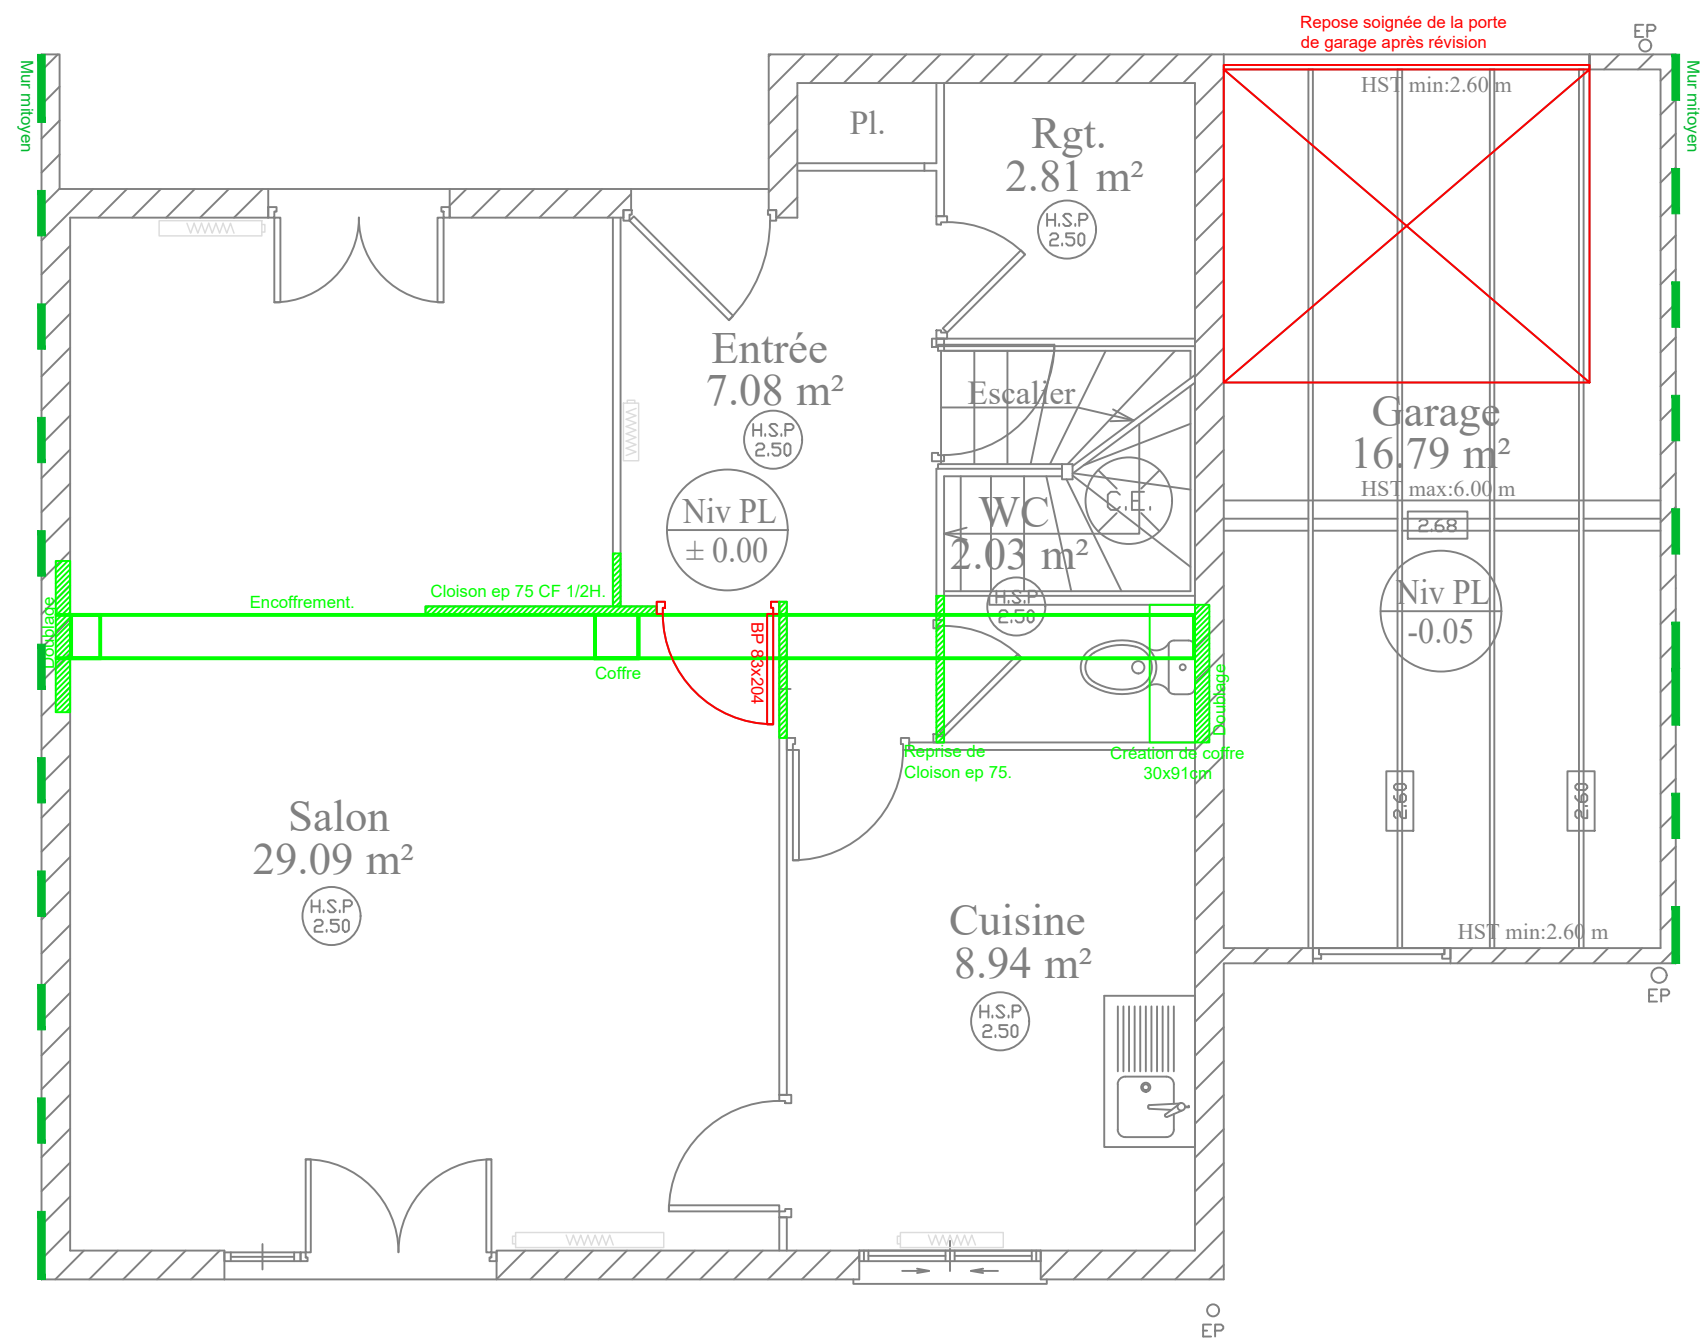 Repose soignée de la porte
de garage après révision
EP
HST min:2.60 m
Mur mitoyen
Mur mitoyen
Pl.
Rgt.
2.81 m²
H.S.P
2.50
Entrée
7.08 m²
H.S.P
2.50
Escalier
Garage
16.79 m²
HST max:6.00 m
2.68
Niv PL
± 0.00
WC
2.03 m²
H.S.P
2.50
C.E.
Niv PL
-0.05
Cloison ep 75 CF 1/2H.
Encoffrement.
Doublage
Coffre
BP 83x204
Doublage
Reprise de
Cloison ep 75.
Création de coffre
30x91cm
2.60
2.60
Salon
29.09 m²
H.S.P
2.50
Cuisine
8.94 m²
H.S.P
2.50
HST min:2.60 m
EP
EP